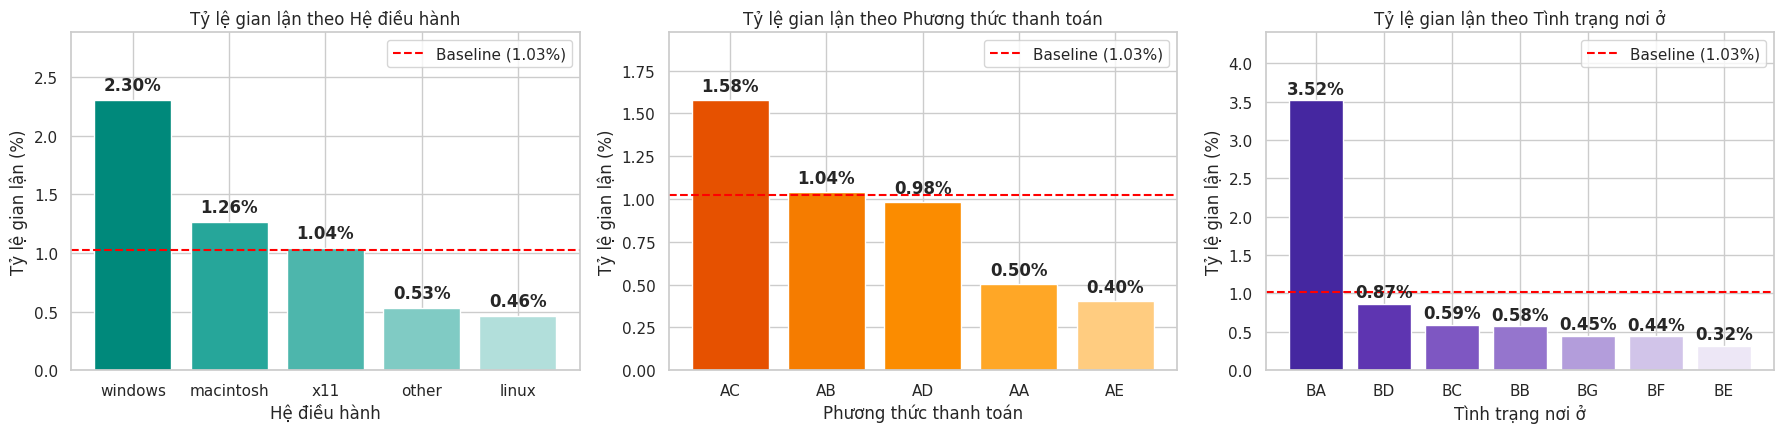 Tỷ lệ gian lận theo Hệ điều hành
Baseline (1.03%)
Tỷ lệ gian lận (%)
2.5
2.0
1.5
1.0
0.5
0.0
2.30%
1.26%
1.04%
0.53%
0.46%
windows macintosh x11 other linux
Hệ điều hành
Tỷ lệ gian lận theo Phương thức thanh toán
Baseline (1.03%)
Tỷ lệ gian lận (%)
1.75
1.50
1.25
1.00
0.75
0.50
0.25
0.00
1.58%
1.04%
0.98%
0.50%
0.40%
AC AB AD AA AE
Phương thức thanh toán
Tỷ lệ gian lận theo Tình trạng nơi ở
Baseline (1.03%)
Tỷ lệ gian lận (%)
4.0
3.5
3.0
2.5
2.0
1.5
1.0
0.5
0.0
3.52%
0.87%
0.59%
0.58%
0.45%
0.44%
0.32%
BA BD BC BB BG BF BE
Tình trạng nơi ở